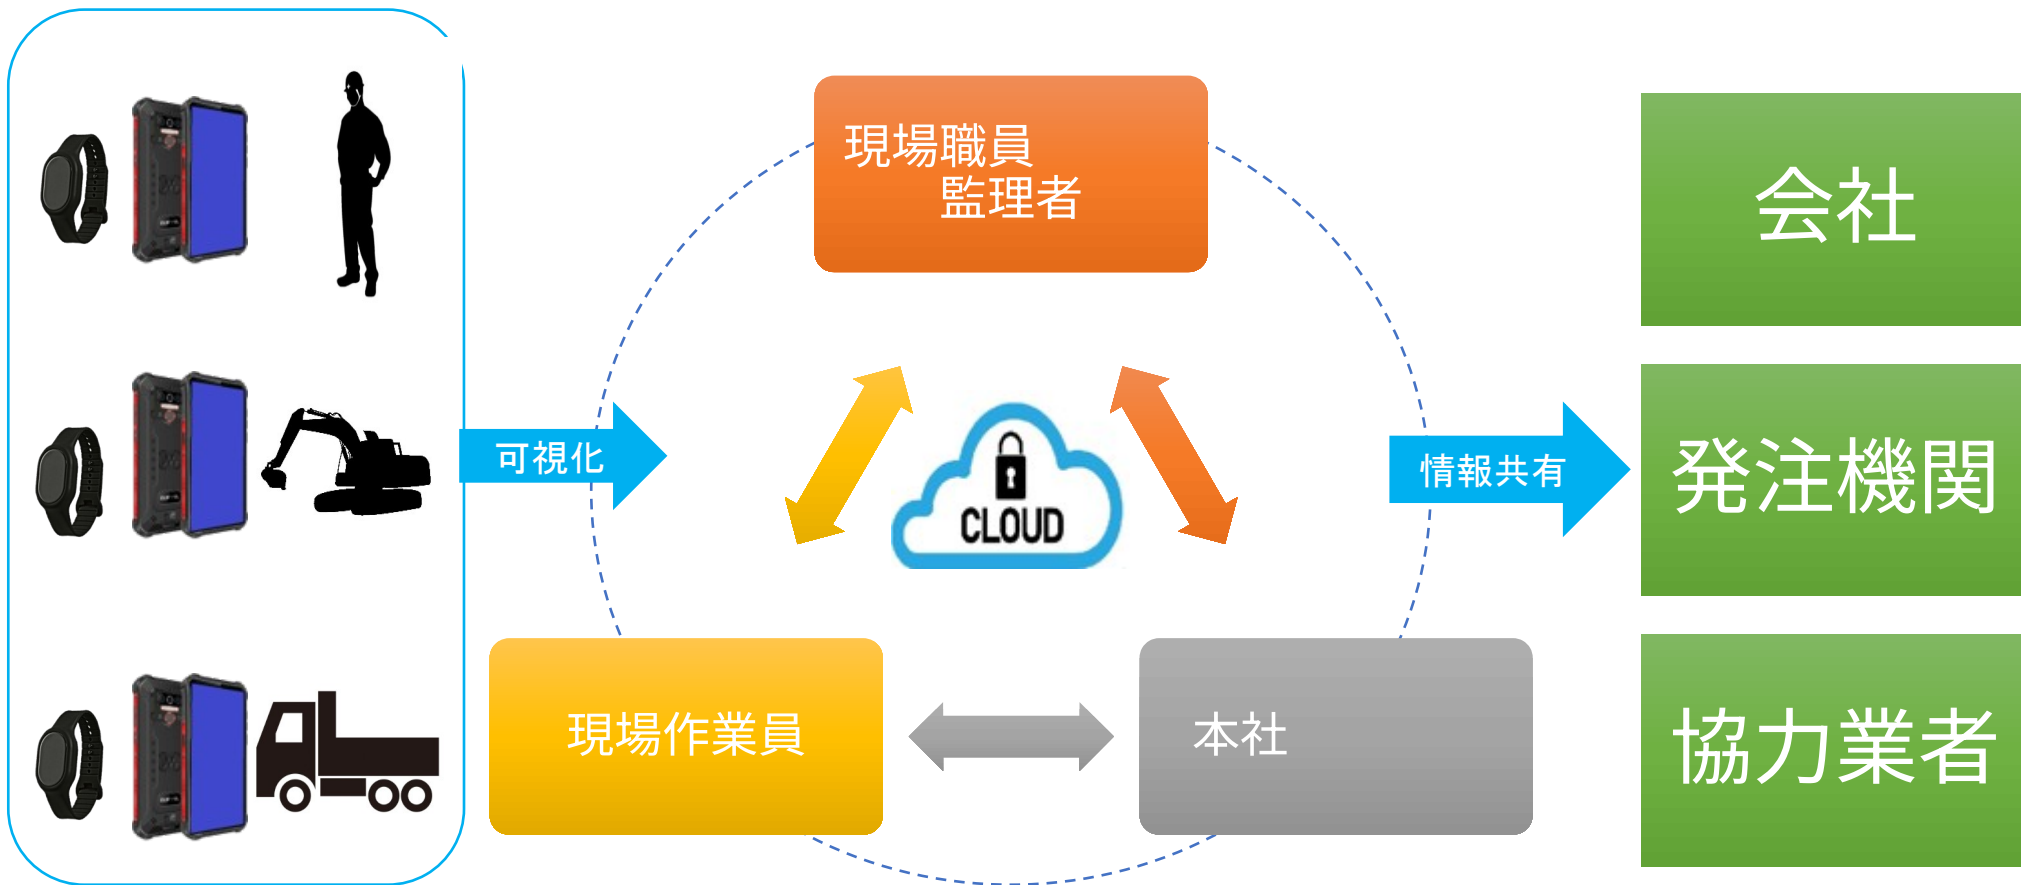 現場職員
監理者
会社
可視化
CLOUD
情報共有
発注機関
現場作業員
本社
協力業者